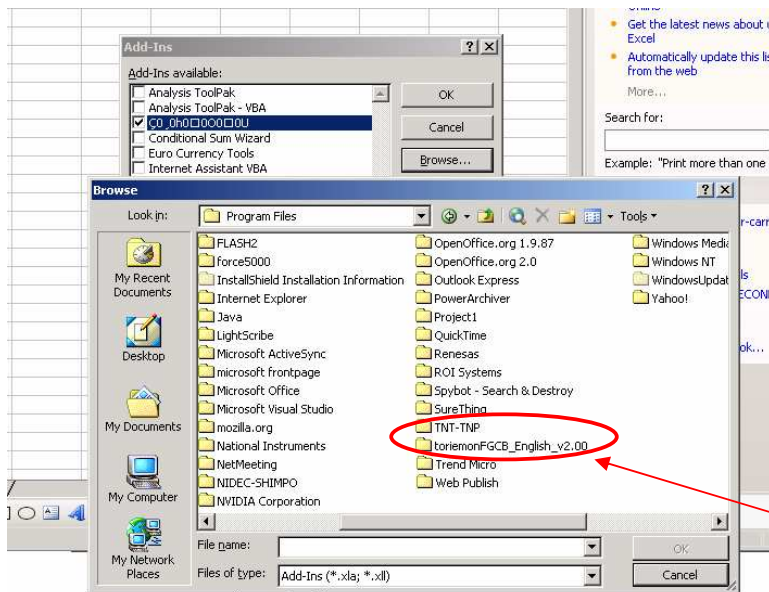 Get the latest news about
Excel
Automatically update this
from the web
More...
Search for:
Example: "Print more than one
Add-Ins
Add-Ins available:
Analysis ToolPak
Analysis ToolPak - VBA
Conditional Sum Wizard
Euro Currency Tools
Internet Assistant VBA
OK
Cancel
Browse...
Browse
Look in:
Program Files
Tools
My Recent
Documents
Desktop
My Documents
My Computer
My Network
Places
FLASH2
force5000
InstallShield Installation Information
Internet Explorer
Java
LightScribe
Microsoft ActiveSync
microsoft frontpage
Microsoft Office
Microsoft Visual Studio
mozilla.org
National Instruments
NetMeeting
NIDEC-SHIMPO
NVIDIA Corporation
OpenOffice.org 1.9.87
OpenOffice.org 2.0
Outlook Express
PowerArchiver
Project1
QuickTime
Renesas
ROI Systems
Spybot - Search & Destroy
SureThing
TNT-TNP
toriemonFGCB_English_v2.00
Trend Micro
Web Publish
Windows Media
Windows NT
WindowsUpdat
Yahoo!
File name:
OK
Files of type:
Add-Ins (*.xla; *.xll)
Cancel